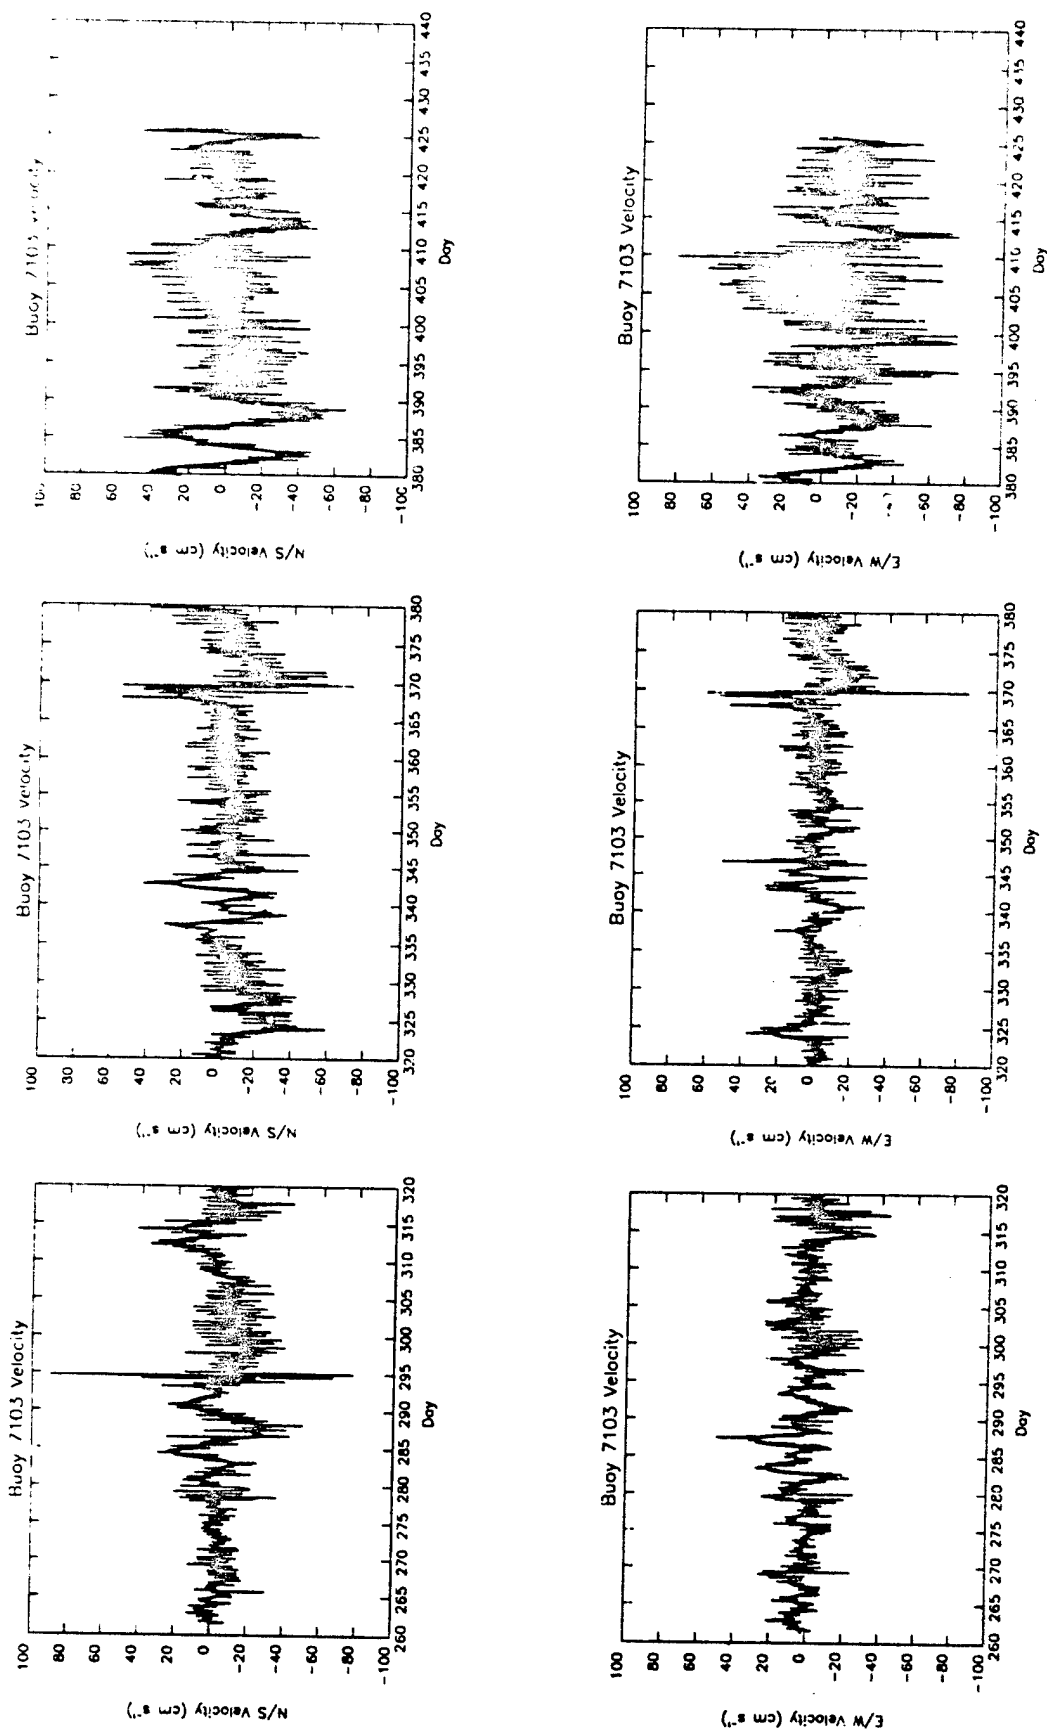 Buoy 7103 Velocity
N/S Velocity (cm s⁻¹)
100 80 60 40 20 0 -20 -40 -60 -80 -100
260 265 270 275 280 285 290 295 300 305 310 315 320
Day
Buoy 7103 Velocity
N/S Velocity (cm s⁻¹)
100 80 60 40 20 0 -20 -40 -60 -80 -100
320 325 330 335 340 345 350 355 360 365 370 375 380
Day
Buoy 7103 Velocity
N/S Velocity (cm s⁻¹)
80 60 40 20 0 -20 -40 -60 -80 -100
380 385 390 395 400 405 410 415 420 425 430 435 440
Day
Buoy 7103 Velocity
E/W Velocity (cm s⁻¹)
100 80 60 40 20 0 -20 -40 -60 -80 -100
260 265 270 275 280 285 290 295 300 305 310 315 320
Day
Buoy 7103 Velocity
E/W Velocity (cm s⁻¹)
100 80 60 40 0 -20 -40 -60 -80 -100
320 325 330 335 340 345 350 355 360 365 370 375 380
Day
Buoy 7103 Velocity
E/W Velocity (cm s⁻¹)
100 80 60 40 20 0 -20 -60 -80 -100
380 385 390 395 400 405 410 415 420 425 430 435 440
Day